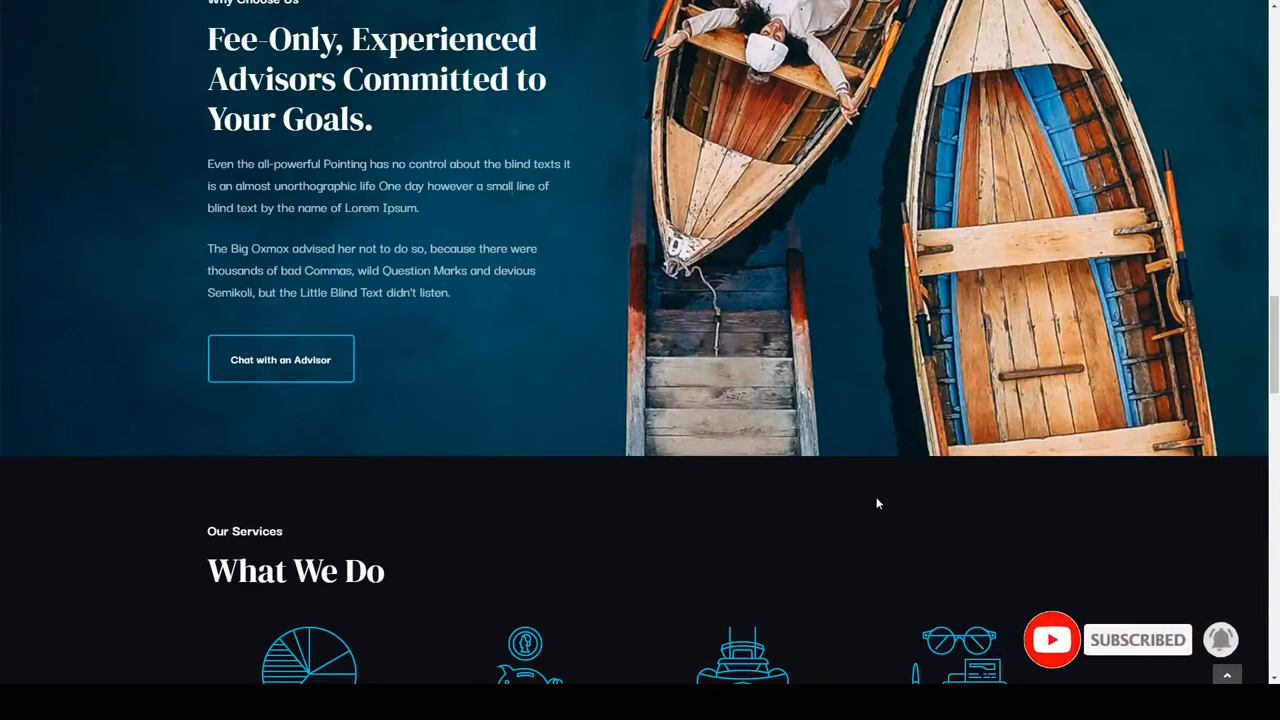 Why Choose Us
Fee-Only, Experienced
Advisors Committed to
Your Goals.
Even the all-powerful Pointing has no control about the blind texts it
is an almost unorthographic life One day however a small line of
blind text by the name of Lorem Ipsum.
The Big Oxmox advised her not to do so, because there were
thousands of bad Commas, wild Question Marks and devious
Semikoli, but the Little Blind Text didn't listen.
Chat with an Advisor
Our Services
What We Do
SUBSCRIBED